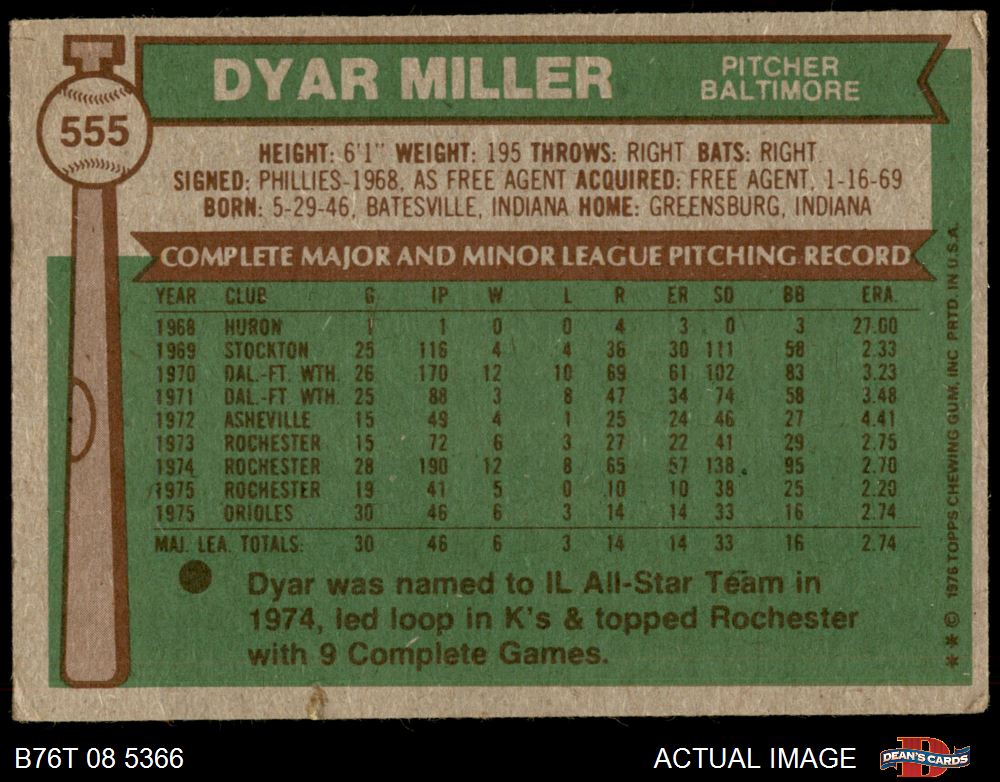 555
DYAR MILLER
PITCHER
BALTIMORE
HEIGHT: 6'1" WEIGHT: 195 THROWS: RIGHT BATS: RIGHT
SIGNED: PHILLIES-1968, AS FREE AGENT ACQUIRED: FREE AGENT, 1-16-69
BORN: 5-29-46, BATESVILLE, INDIANA HOME: GREENSBURG, INDIANA
COMPLETE MAJOR AND MINOR LEAGUE PITCHING RECORD
YEAR CLUB G IP W L R ER SO BB ERA.
1968 HURON 1 1 0 0 4 3 0 3 27.00
1969 STOCKTON 25 116 4 4 36 30 111 58 2.33
1970 DAL.-FT. WTH. 26 170 12 10 69 61 102 83 3.23
1971 DAL.-FT. WTH. 25 88 3 8 47 34 74 58 3.48
1972 ASHEVILLE 15 49 4 1 25 24 46 27 4.41
1973 ROCHESTER 15 72 6 3 27 22 41 29 2.75
1974 ROCHESTER 28 190 12 8 65 57 138 95 2.70
1975 ROCHESTER 19 41 5 0 10 10 38 25 2.20
1975 ORIOLES 30 46 6 3 14 14 33 16 2.74
MAJ. LEA. TOTALS: 30 46 6 3 14 14 33 16 2.74
Dyar was named to IL All-Star Team in
1974, led loop in K's & topped Rochester
with 9 Complete Games.
** © 1976 TOPPS CHEWING GUM, INC. PRTD. IN U.S.A.
B76T 08 5366
ACTUAL IMAGE
DEAN'S CARDS